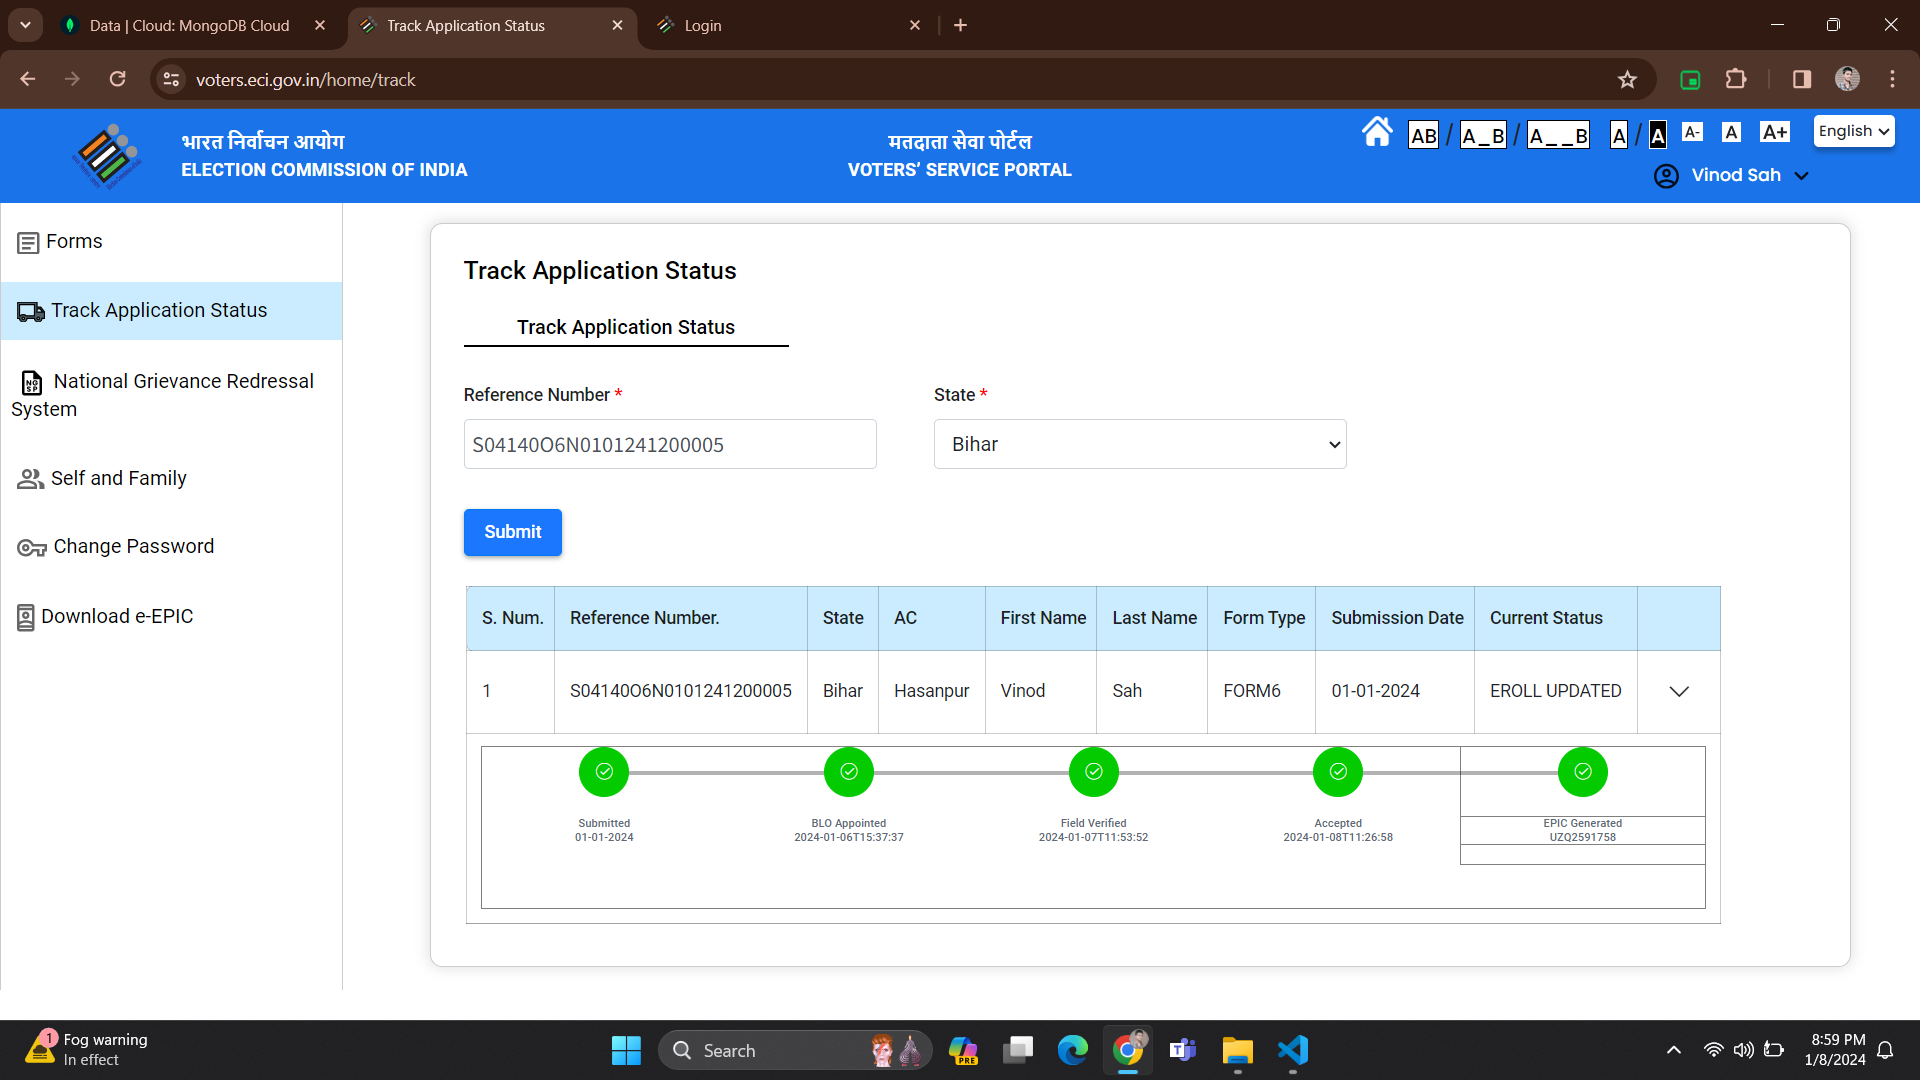 Data | Cloud: MongoDB Cloud
Track Application Status
Login
voters.eci.gov.in/home/track
भारत निर्वाचन आयोग
ELECTION COMMISSION OF INDIA
मतदाता सेवा पोर्टल
VOTERS’ SERVICE PORTAL
AB / A_B / A__B A / A A- A A+ English
Vinod Sah
Forms
Track Application Status
National Grievance Redressal
System
Self and Family
Change Password
Download e-EPIC
Track Application Status
Track Application Status
Reference Number *
State *
S04140O6N0101241200005
Bihar
Submit
S. Num. Reference Number. State AC First Name Last Name Form Type Submission Date Current Status
1 S04140O6N0101241200005 Bihar Hasanpur Vinod Sah FORM6 01-01-2024 EROLL UPDATED
Submitted
01-01-2024
BLO Appointed
2024-01-06T15:37:37
Field Verified
2024-01-07T11:53:52
Accepted
2024-01-08T11:26:58
EPIC Generated
UZQ2591758
1
Fog warning
In effect
Search
PRE
8:59 PM
1/8/2024